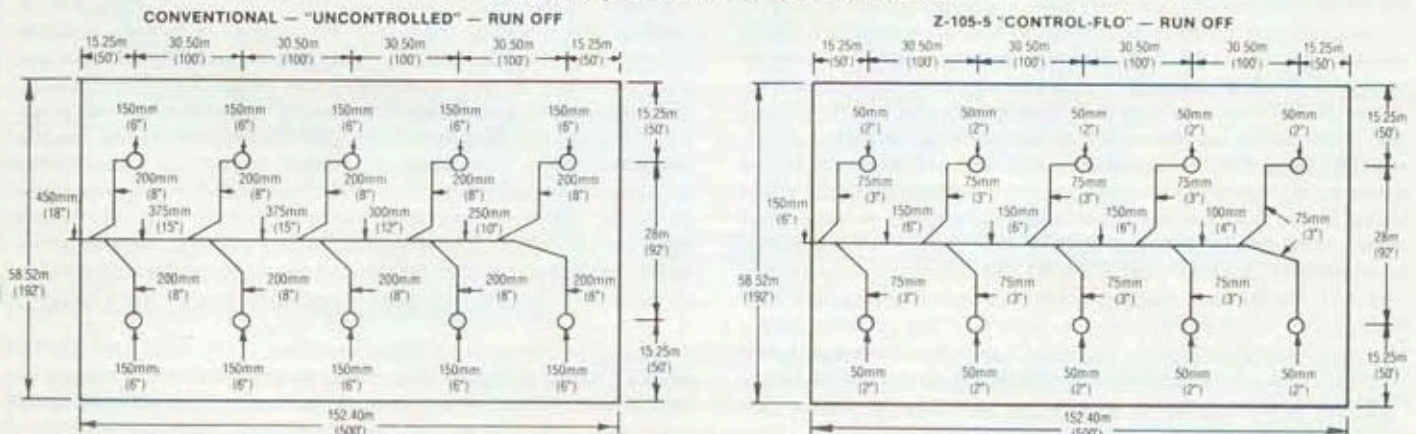 CONVENTIONAL — "UNCONTROLLED" — RUN OFF
15.25m 30.50m 30.50m 30.50m 30.50m 15.25m
(50') (100') (100') (100') (100') (50')
150mm 150mm 150mm 150mm 150mm
(6") (6") (6") (6") (6")
15.25m
(50')
200mm 200mm 200mm 200mm 200mm
(8") (8") (8") (8") (8")
450mm
(18")
375mm 375mm 300mm 250mm
(15") (15") (12") (10")
28m
(92')
58.52m
(192')
200mm 200mm 200mm 200mm 200mm
(8") (8") (8") (8") (8")
15.25m
(50')
150mm 150mm 150mm 150mm 150mm
(6") (6") (6") (6") (6")
152.40m
(500')
Z-105-5 "CONTROL-FLO" — RUN OFF
15.25m 30.50m 30.50m 30.50m 30.50m 15.25m
(50') (100') (100') (100') (100') (50')
50mm 50mm 50mm 50mm 50mm
(2") (2") (2") (2") (2")
15.25m
(50')
75mm 75mm 75mm 75mm
(3") (3") (3") (3")
150mm
(6")
150mm 150mm 150mm 100mm 75mm
(6") (6") (6") (4") (3")
28m
(92')
58.52m
(192')
75mm 75mm 75mm 75mm
(3") (3") (3") (3")
15.25m
(50')
50mm 50mm 50mm 50mm 50mm
(2") (2") (2") (2") (2")
152.40m